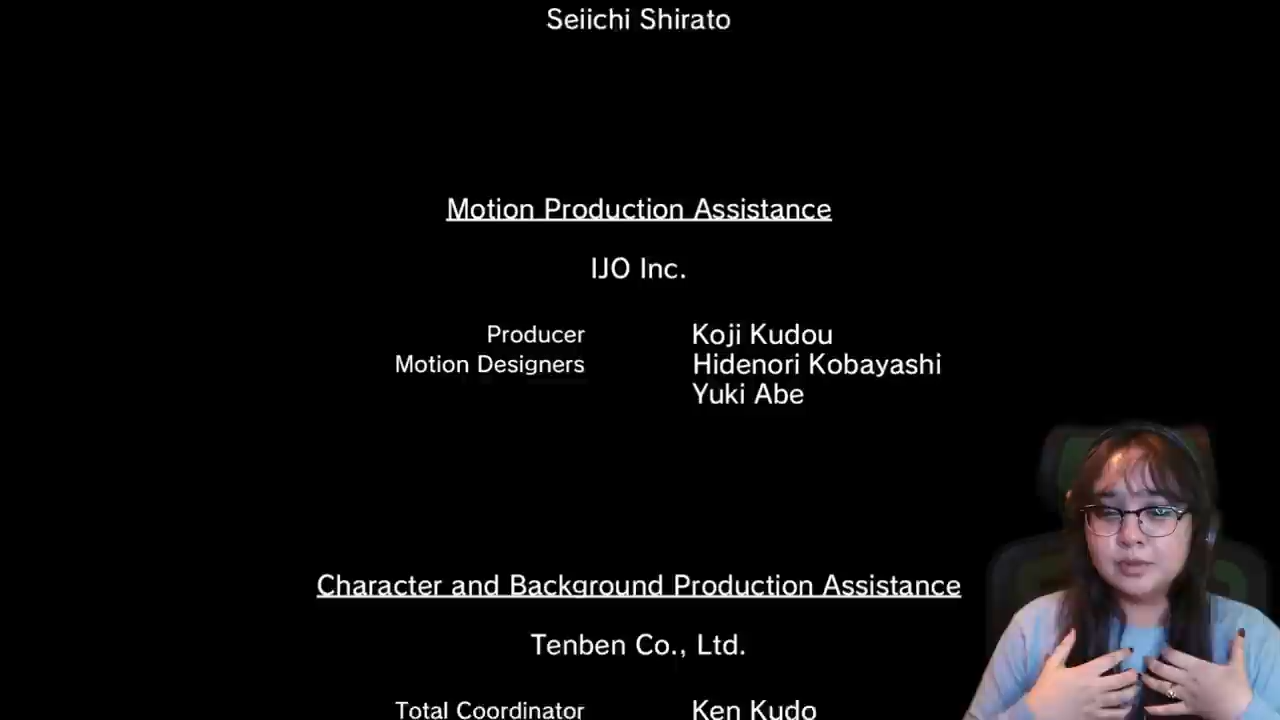 Seiichi Shirato
Motion Production Assistance
IJO Inc.
Producer Koji Kudou
Motion Designers Hidenori Kobayashi
Yuki Abe
Character and Background Production Assistance
Tenben Co., Ltd.
Total Coordinator Ken Kudo